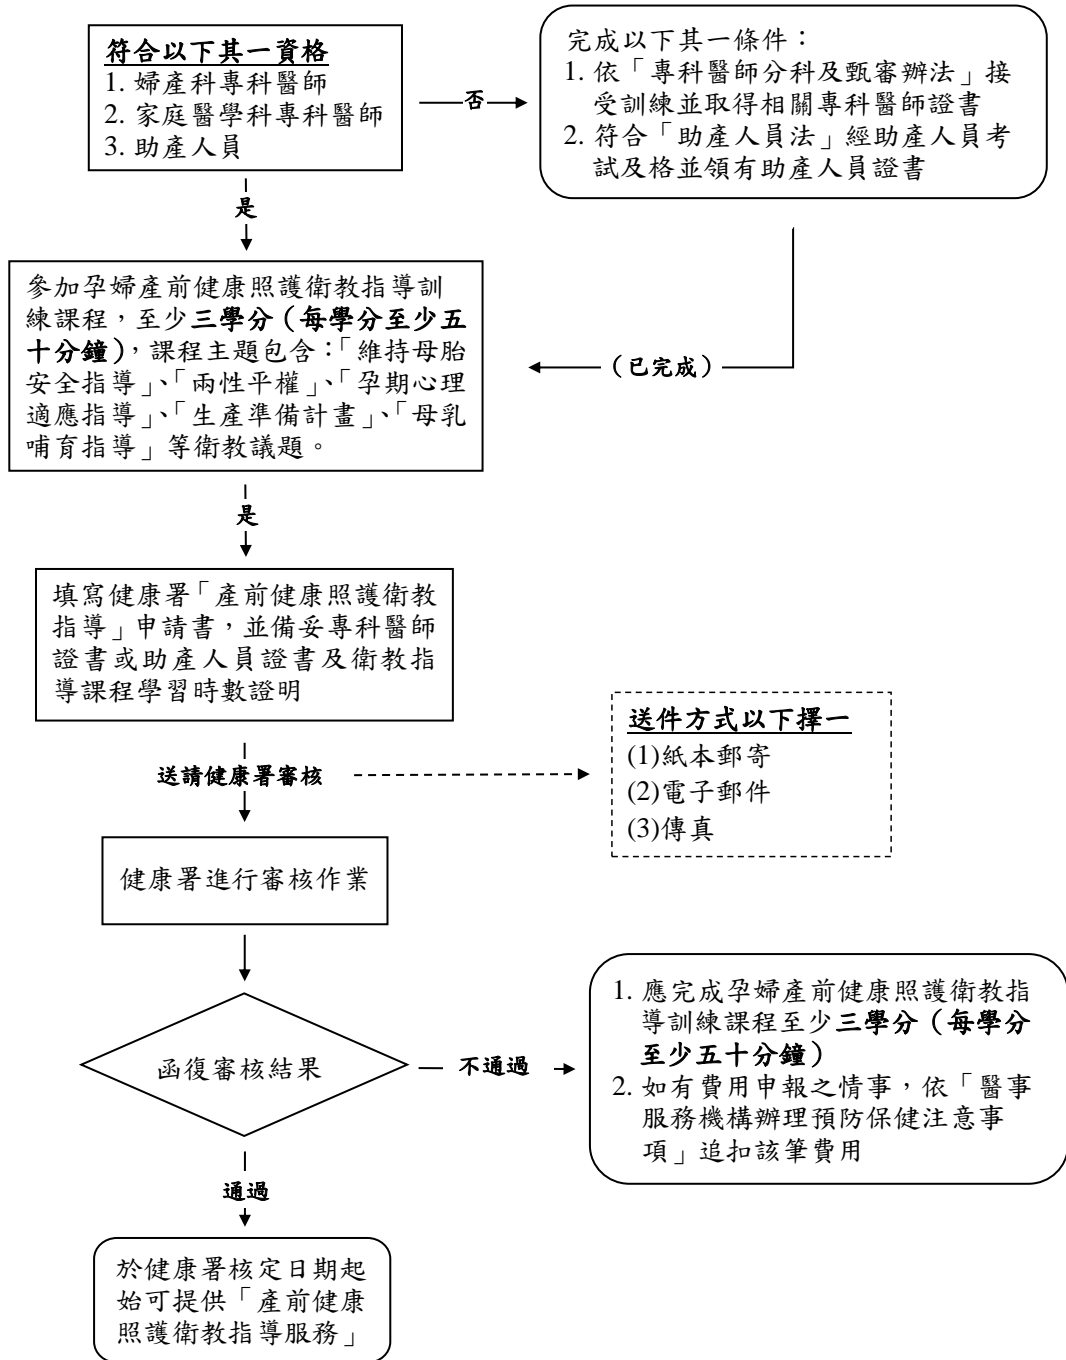 符合以下其一資格
1. 婦產科專科醫師
2. 家庭醫學科專科醫師
3. 助產人員
否
完成以下其一條件：
1. 依「專科醫師分科及甄審辦法」接
受訓練並取得相關專科醫師證書
2. 符合「助產人員法」經助產人員考
試及格並領有助產人員證書
是
參加孕婦產前健康照護衛教指導訓
練課程，至少三學分（每學分至少五
十分鐘），課程主題包含：「維持母胎
安全指導」、「兩性平權」、「孕期心理
適應指導」、「生產準備計畫」、「母乳
哺育指導」等衛教議題。
（已完成）
是
填寫健康署「產前健康照護衛教
指導」申請書，並備妥專科醫師
證書或助產人員證書及衛教指
導課程學習時數證明
送請健康署審核
送件方式以下擇一
(1)紙本郵寄
(2)電子郵件
(3)傳真
健康署進行審核作業
函復審核結果
不通過
1. 應完成孕婦產前健康照護衛教指
導訓練課程至少三學分（每學分
至少五十分鐘）
2. 如有費用申報之情事，依「醫事
服務機構辦理預防保健注意事
項」追扣該筆費用
通過
於健康署核定日期起
始可提供「產前健康
照護衛教指導服務」